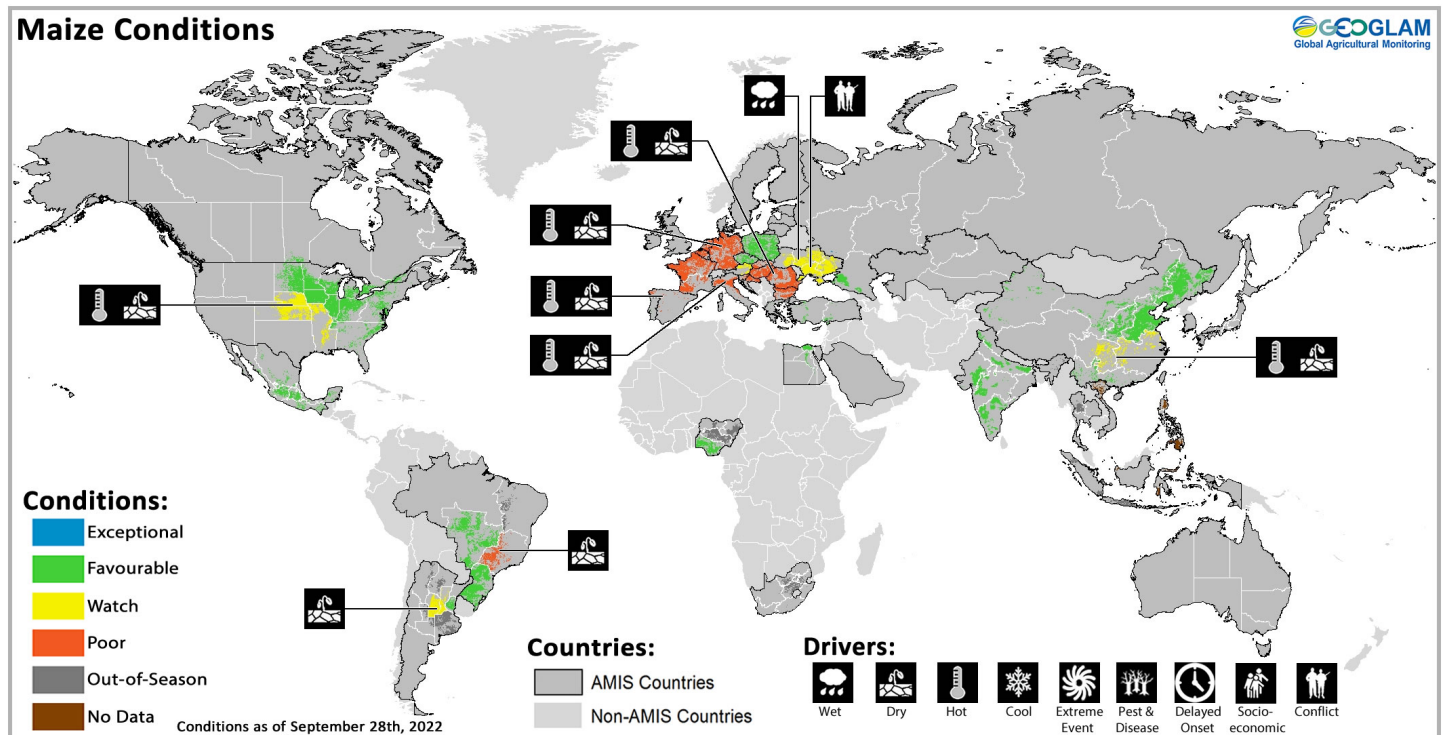 Maize Conditions
GEOGLAM
Global Agricultural Monitoring
Conditions:
Exceptional
Favourable
Watch
Poor
Out-of-Season
No Data
Conditions as of September 28th, 2022
Countries:
AMIS Countries
Non-AMIS Countries
Drivers:
Wet
Dry
Hot
Cool
Extreme
Event
Pest &
Disease
Delayed
Onset
Socio-
economic
Conflict